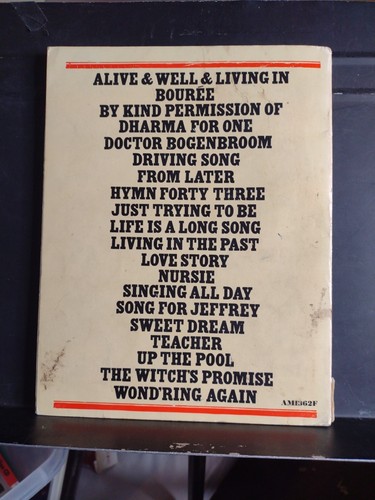 ALIVE & WELL & LIVING IN
BOURÉE
BY KIND PERMISSION OF
DHARMA FOR ONE
DOCTOR BOGENBROOM
DRIVING SONG
FROM LATER
HYMN FORTY THREE
JUST TRYING TO BE
LIFE IS A LONG SONG
LIVING IN THE PAST
LOVE STORY
NURSIE
SINGING ALL DAY
SONG FOR JEFFREY
SWEET DREAM
TEACHER
UP THE POOL
THE WITCH'S PROMISE
WOND'RING AGAIN
AM1362F